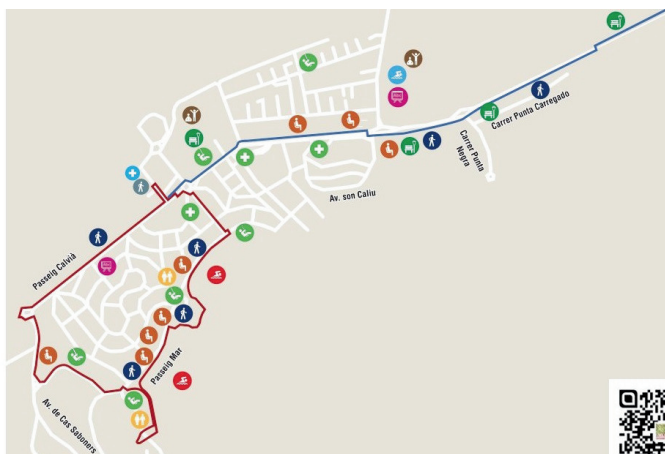 Carrer Punta Carregado
Carrer Punta
Negra
Av. son Caliu
Passeig Calvià
Passeig Mar
Av. de Cas Saboners